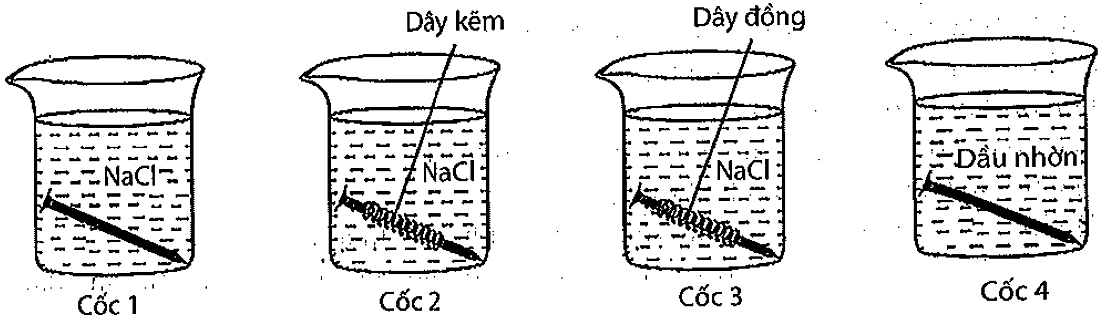 Dây kẽm
Dây đồng
NaCl
NaCl
NaCl
Dầu nhờn
Cốc 1
Cốc 2
Cốc 3
Cốc 4